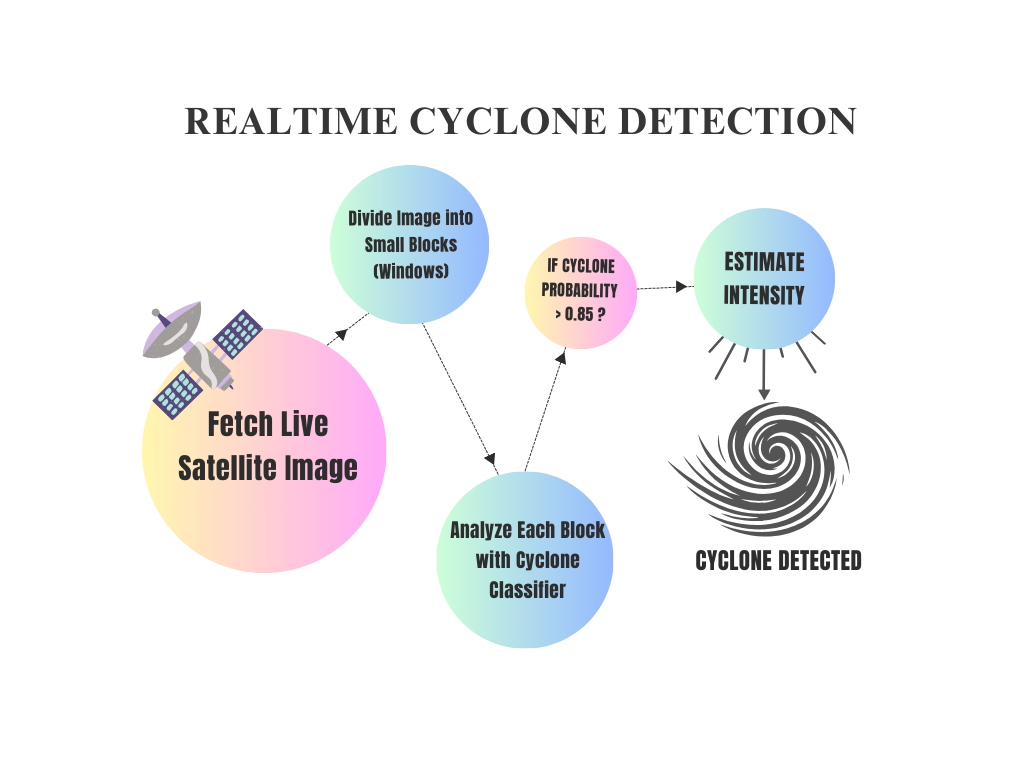 REALTIME CYCLONE DETECTION
Fetch Live
Satellite Image
Divide Image into
Small Blocks
(Windows)
Analyze Each Block
with Cyclone
Classifier
IF CYCLONE
PROBABILITY
> 0.85 ?
ESTIMATE
INTENSITY
CYCLONE DETECTED